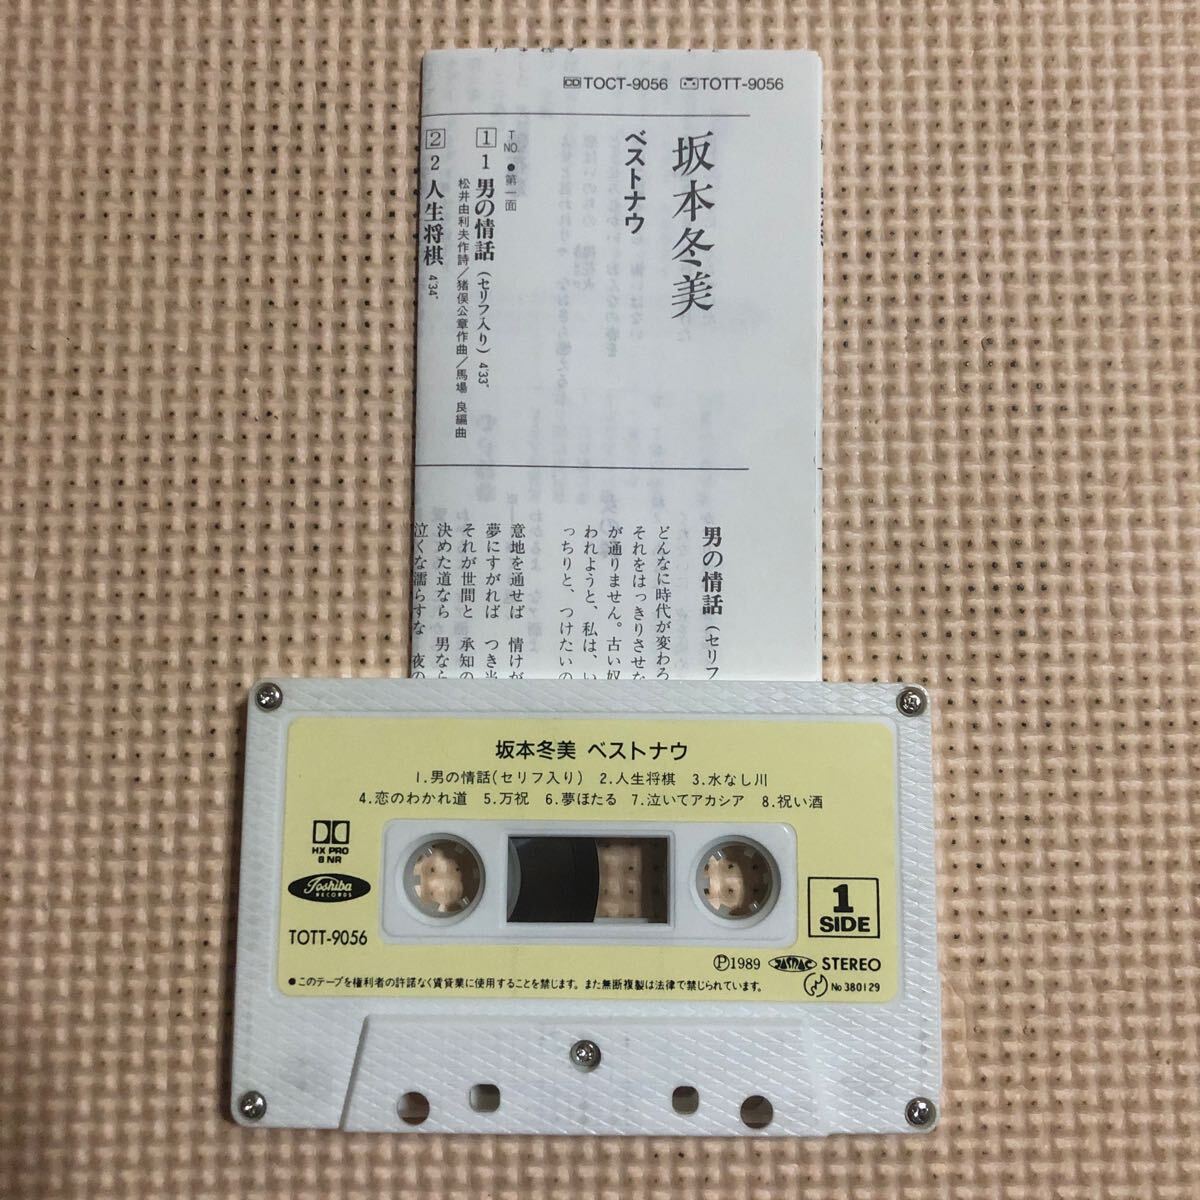 CD TOCT-9056 TOTT-9056
坂本冬美
ベストナウ
T NO. ●第一面
1 1 男の情話(セリフ入り) 4'33"
松井由利夫作詩/猪俣公章作曲/馬場 良編曲
2 2 人生将棋 4'34"
男の情話(セリフ
どんなに時代が変わろ
それをはっきりさせな
が通りません。古い奴
われようと、私は、い
っちりと、つけたいの
意地を通せば 情けが
夢にすがれば つき当
それが世間と 承知の
決めた道なら 男なら
泣くな濡らすな 夜の
坂本冬美 ベストナウ
1.男の情話(セリフ入り) 2.人生将棋 3.水なし川
4.恋のわかれ道 5.万祝 6.夢ほたる 7.泣いてアカシア 8.祝い酒
HX PRO
B NR
Toshiba
RECORDS
TOTT-9056
1
SIDE
Ⓟ1989 JASRAC STEREO
●このテープを権利者の許諾なく賃貸業に使用することを禁じます。また無断複製は法律で禁じられています。
No 380129